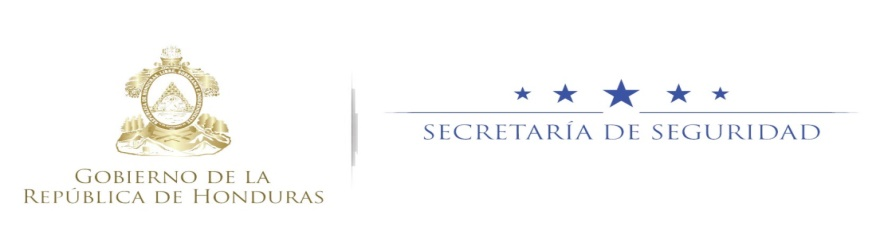 GOBIERNO DE LA
REPÚBLICA DE HONDURAS
SECRETARÍA DE SEGURIDAD